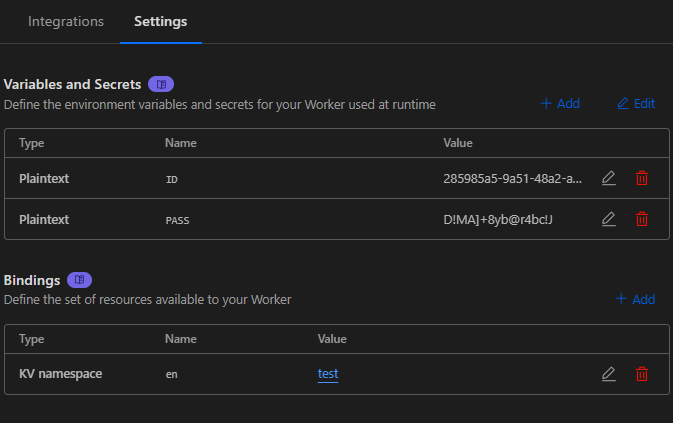 Integrations Settings
Variables and Secrets
Define the environment variables and secrets for your Worker used at runtime + Add Edit
Type Name Value
Plaintext ID 285985a5-9a51-48a2-a...
Plaintext PASS D!MA]+8yb@r4bc!J
Bindings
Define the set of resources available to your Worker + Add
Type Name Value
KV namespace en test